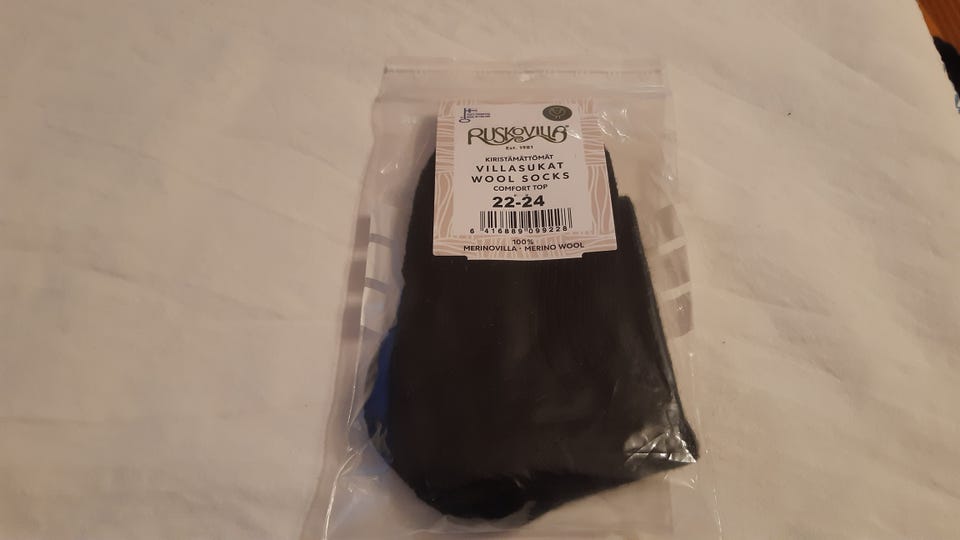 RUSKOVILLA®
Est. 1981
KIRISTÄMÄTTÖMÄT
VILLASUKAT
WOOL SOCKS
COMFORT TOP
22-24
6 416889 099228
100%
MERINOVILLA · MERINO WOOL